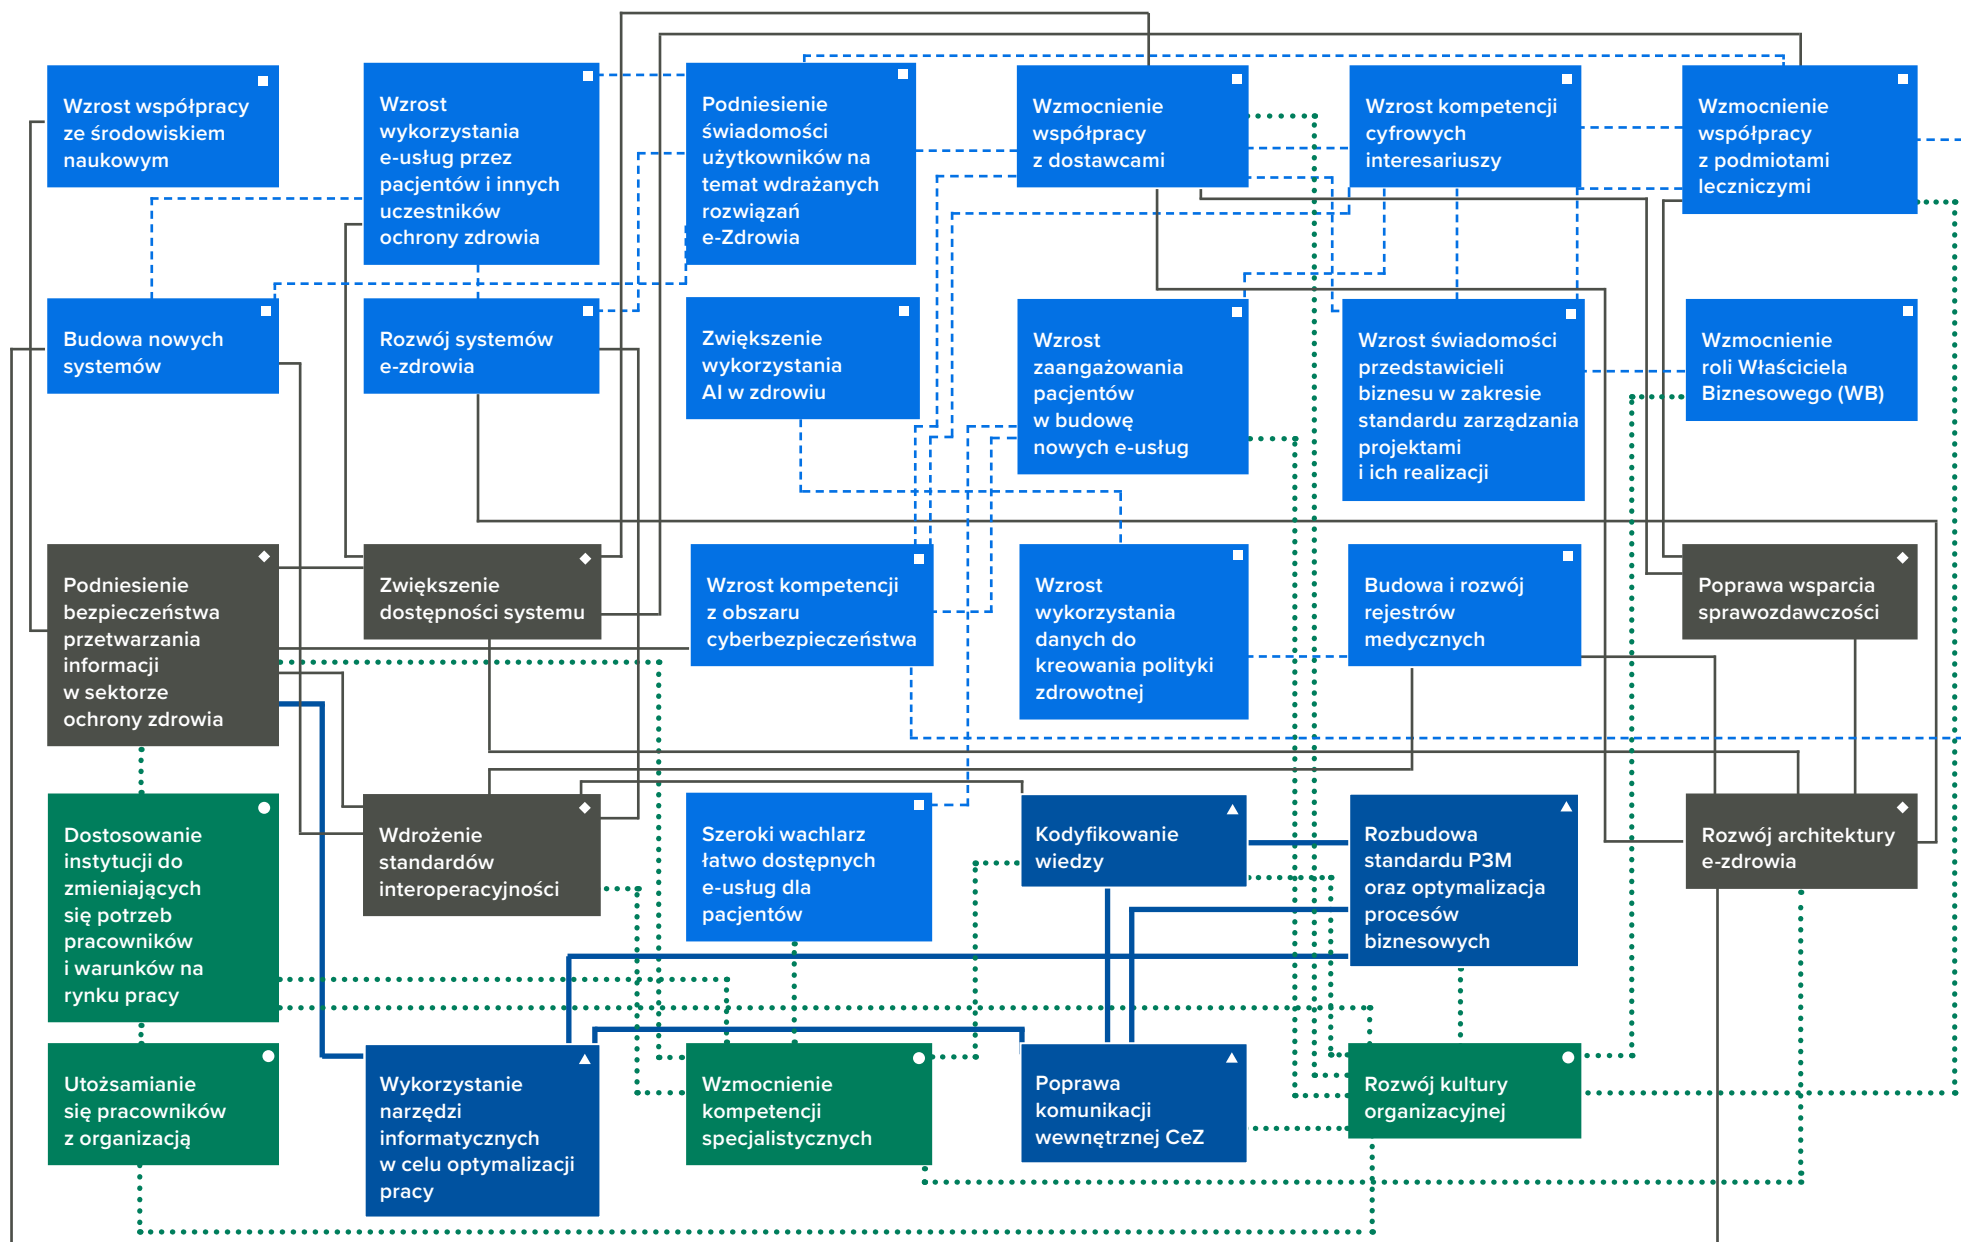 Wzrost współpracy
ze środowiskiem
naukowym
Wzrost
wykorzystania
e-usług przez
pacjentów i innych
uczestników
ochrony zdrowia
Podniesienie
świadomości
użytkowników na
temat wdrażanych
rozwiązań
e-Zdrowia
Wzmocnienie
współpracy
z dostawcami
Wzrost kompetencji
cyfrowych
interesariuszy
Wzmocnienie
współpracy
z podmiotami
leczniczymi
Budowa nowych
systemów
Rozwój systemów
e-zdrowia
Zwiększenie
wykorzystania
AI w zdrowiu
Wzrost
zaangażowania
pacjentów
w budowę
nowych e-usług
Wzrost świadomości
przedstawicieli
biznesu w zakresie
standardu zarządzania
projektami
i ich realizacji
Wzmocnienie
roli Właściciela
Biznesowego (WB)
Podniesienie
bezpieczeństwa
przetwarzania
informacji
w sektorze
ochrony zdrowia
Zwiększenie
dostępności systemu
Wzrost kompetencji
z obszaru
cyberbezpieczeństwa
Wzrost
wykorzystania
danych do
kreowania polityki
zdrowotnej
Budowa i rozwój
rejestrów
medycznych
Poprawa wsparcia
sprawozdawczości
Dostosowanie
instytucji do
zmieniających
się potrzeb
pracowników
i warunków na
rynku pracy
Wdrożenie
standardów
interoperacyjności
Szeroki wachlarz
łatwo dostępnych
e-usług dla
pacjentów
Kodyfikowanie
wiedzy
Rozbudowa
standardu P3M
oraz optymalizacja
procesów
biznesowych
Rozwój architektury
e-zdrowia
Utożsamianie
się pracowników
z organizacją
Wykorzystanie
narzędzi
informatycznych
w celu optymalizacji
pracy
Wzmocnienie
kompetencji
specjalistycznych
Poprawa
komunikacji
wewnętrznej CeZ
Rozwój kultury
organizacyjnej